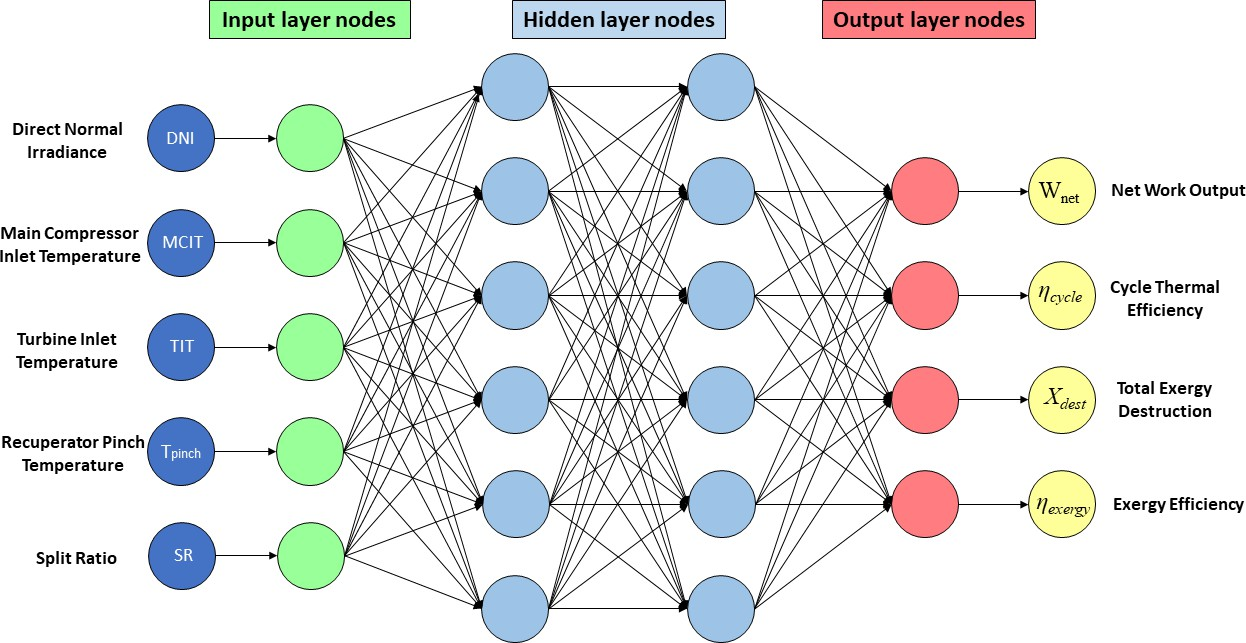 Input layer nodes
Hidden layer nodes
Output layer nodes
Direct Normal
Irradiance
DNI
Main Compressor
Inlet Temperature
MCIT
Turbine Inlet
Temperature
TIT
Recuperator Pinch
Temperature
Tpinch
Split Ratio
SR
Wnet
Net Work Output
ηcycle
Cycle Thermal
Efficiency
Xdest
Total Exergy
Destruction
ηexergy
Exergy Efficiency